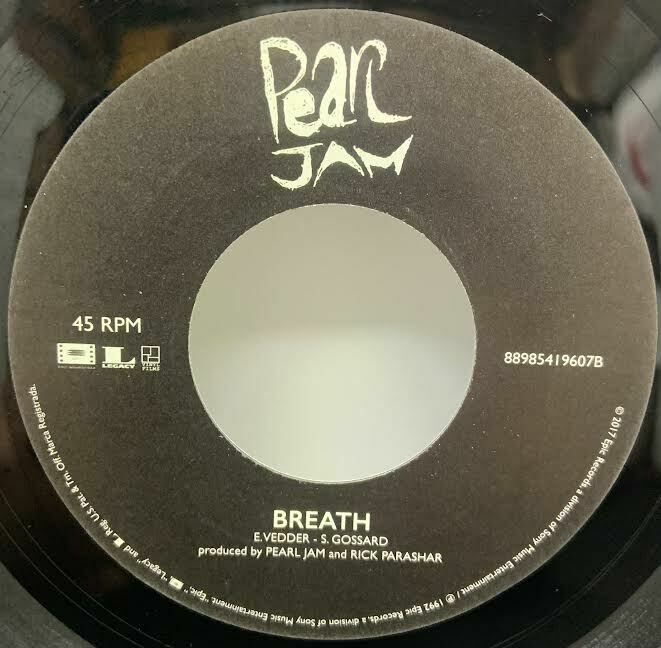 Pearl
JAM
45 RPM
LEGACY
VINYL
FILMS
88985419607B
BREATH
E. VEDDER - S. GOSSARD
produced by PEARL JAM and RICK PARASHAR
© 2017 Epic Records, a division of Sony Music Entertainment / ℗ 1992 Epic Records, a division of Sony Music Entertainment. "Epic," "Legacy" and L Reg. U.S. Pat. & Tm. Off. Marca Registrada.